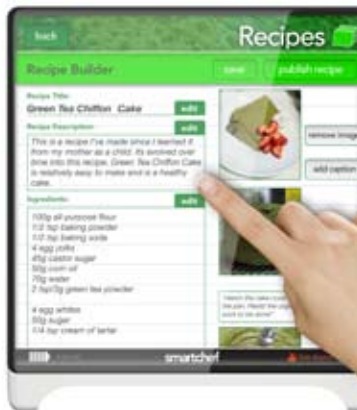 back
Recipes
Recipe Builder
save
publish recipe
Recipe Title:
Green Tea Chiffon Cake
edit
Recipe Description:
edit
This is a recipe I've made since I learned it
from my mother as a child. Its evolved over
time into this recipe. Green Tea Chiffon Cake
is relatively easy to make and is a healthy
cake.
remove image
add caption
Ingredients:
edit
100g all purpose flour
1/2 tsp baking powder
1/2 tsp baking soda
4 egg yolks
45g castor sugar
50g corn oil
70g water
2 tsp green tea powder
4 egg whites
50g sugar
1/4 tsp cream of tartar
smartchef